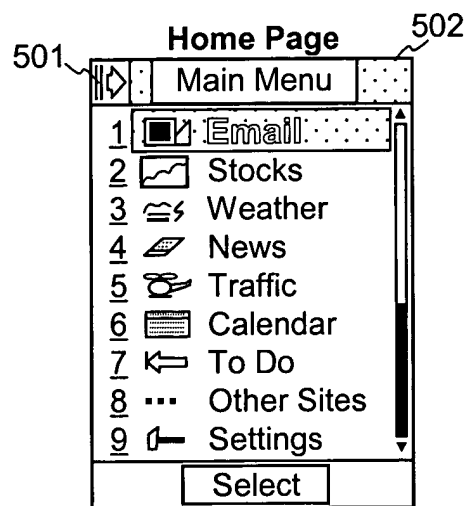 Home Page
501
502
Main Menu
1 Email
2 Stocks
3 Weather
4 News
5 Traffic
6 Calendar
7 To Do
8 Other Sites
9 Settings
Select